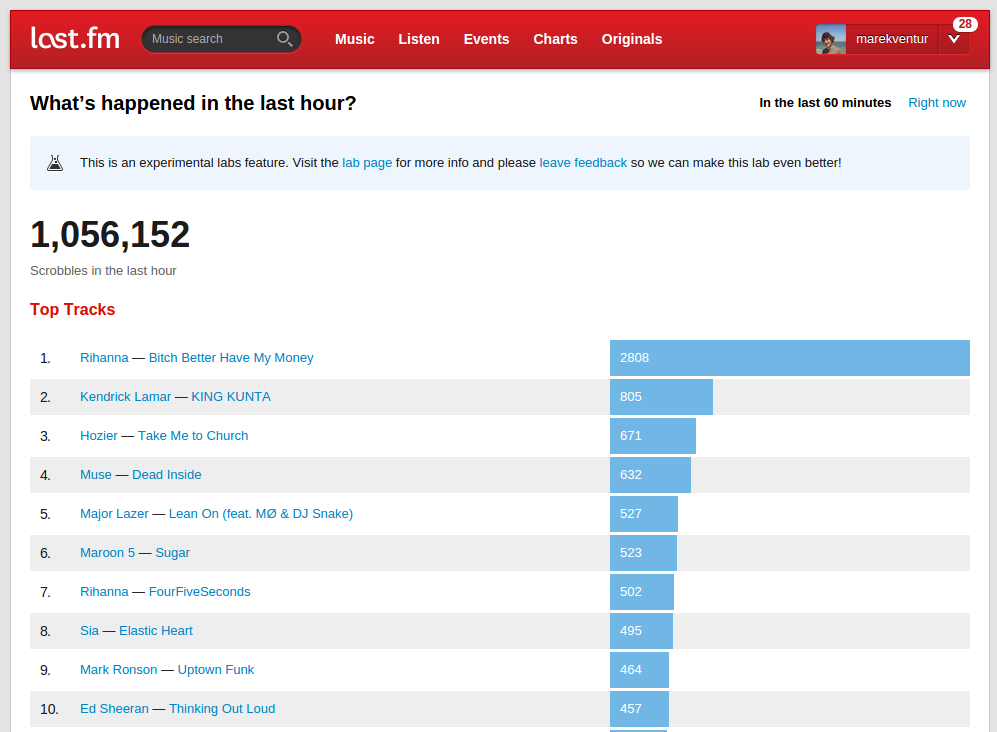 last.fm Music search Music Listen Events Charts Originals marekventur 28
What’s happened in the last hour? In the last 60 minutes Right now
This is an experimental labs feature. Visit the lab page for more info and please leave feedback so we can make this lab even better!
1,056,152
Scrobbles in the last hour
Top Tracks
1. Rihanna — Bitch Better Have My Money 2808
2. Kendrick Lamar — KING KUNTA 805
3. Hozier — Take Me to Church 671
4. Muse — Dead Inside 632
5. Major Lazer — Lean On (feat. MØ & DJ Snake) 527
6. Maroon 5 — Sugar 523
7. Rihanna — FourFiveSeconds 502
8. Sia — Elastic Heart 495
9. Mark Ronson — Uptown Funk 464
10. Ed Sheeran — Thinking Out Loud 457